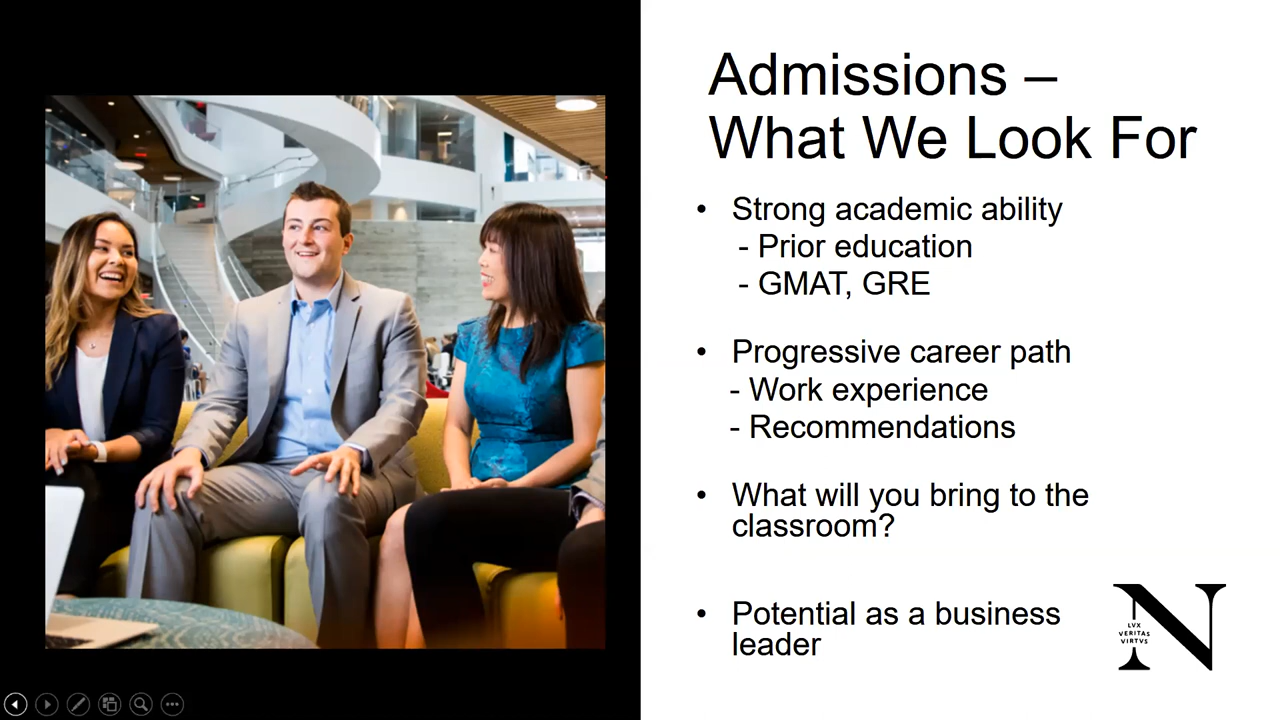 Admissions –
What We Look For
• Strong academic ability
- Prior education
- GMAT, GRE
• Progressive career path
- Work experience
- Recommendations
• What will you bring to the
classroom?
• Potential as a business
leader
N
LVX
VERITAS
VIRTVS